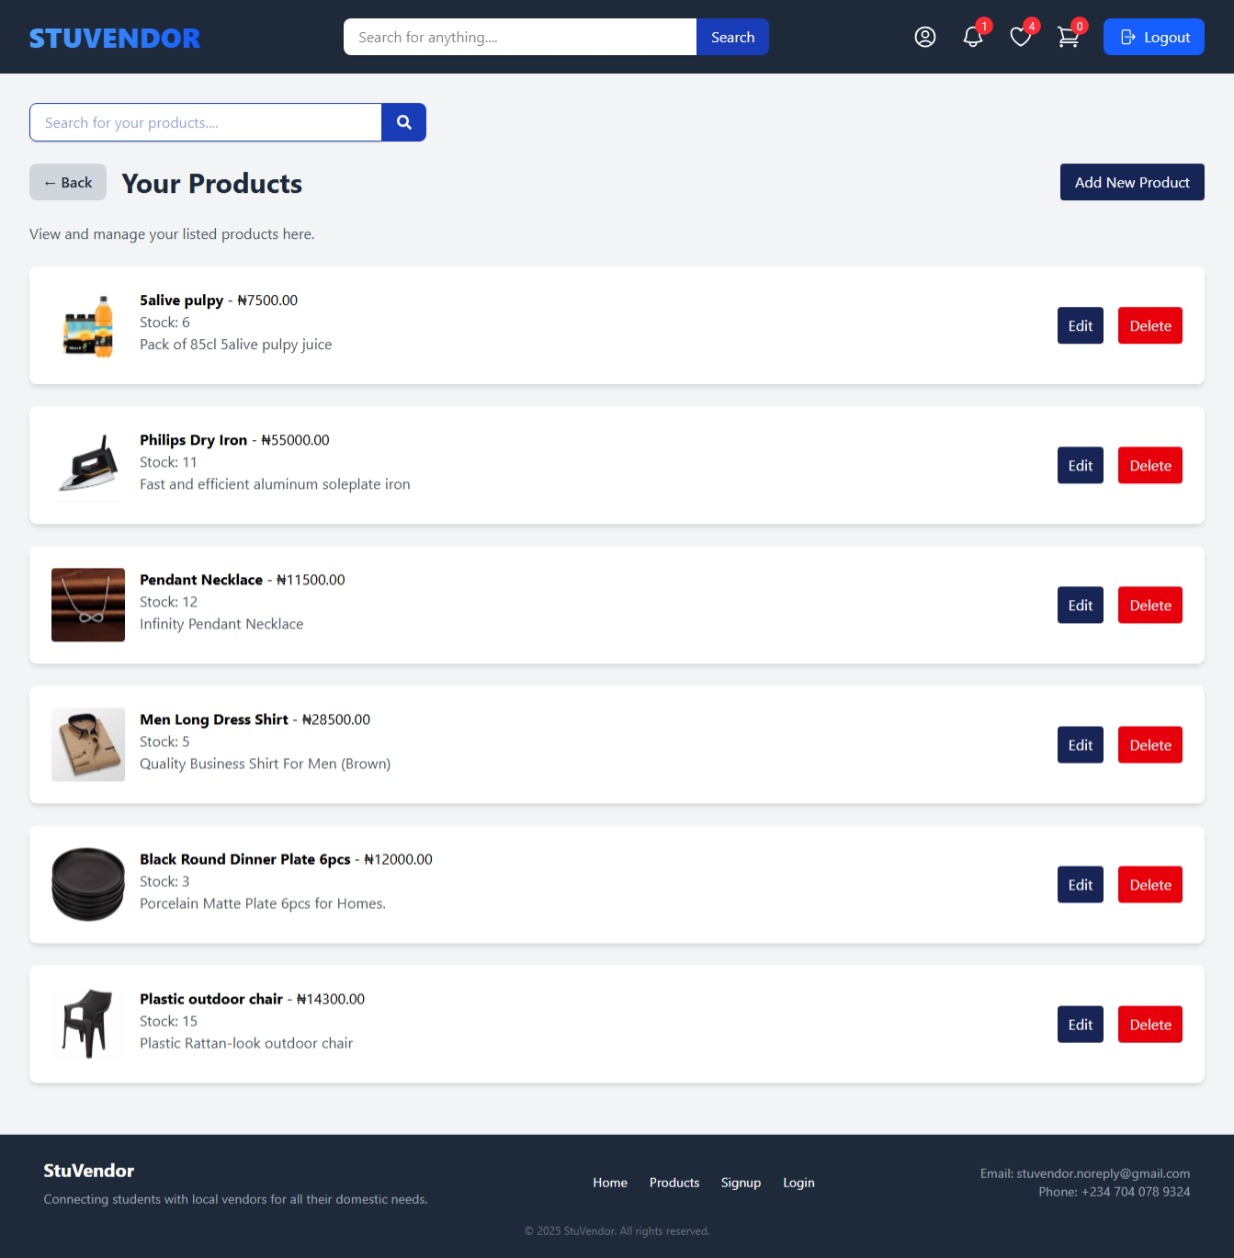 STUVENDOR
Search for anything....
Search
1
4
0
Logout
Search for your products....
← Back
Your Products
Add New Product
View and manage your listed products here.
5alive pulpy - ₦7500.00
Stock: 6
Pack of 85cl 5alive pulpy juice
Edit
Delete
Philips Dry Iron - ₦55000.00
Stock: 11
Fast and efficient aluminum soleplate iron
Edit
Delete
Pendant Necklace - ₦11500.00
Stock: 12
Infinity Pendant Necklace
Edit
Delete
Men Long Dress Shirt - ₦28500.00
Stock: 5
Quality Business Shirt For Men (Brown)
Edit
Delete
Black Round Dinner Plate 6pcs - ₦12000.00
Stock: 3
Porcelain Matte Plate 6pcs for Homes.
Edit
Delete
Plastic outdoor chair - ₦14300.00
Stock: 15
Plastic Rattan-look outdoor chair
Edit
Delete
StuVendor
Connecting students with local vendors for all their domestic needs.
Home
Products
Signup
Login
Email: stuvendor.noreply@gmail.com
Phone: +234 704 078 9324
© 2025 StuVendor. All rights reserved.